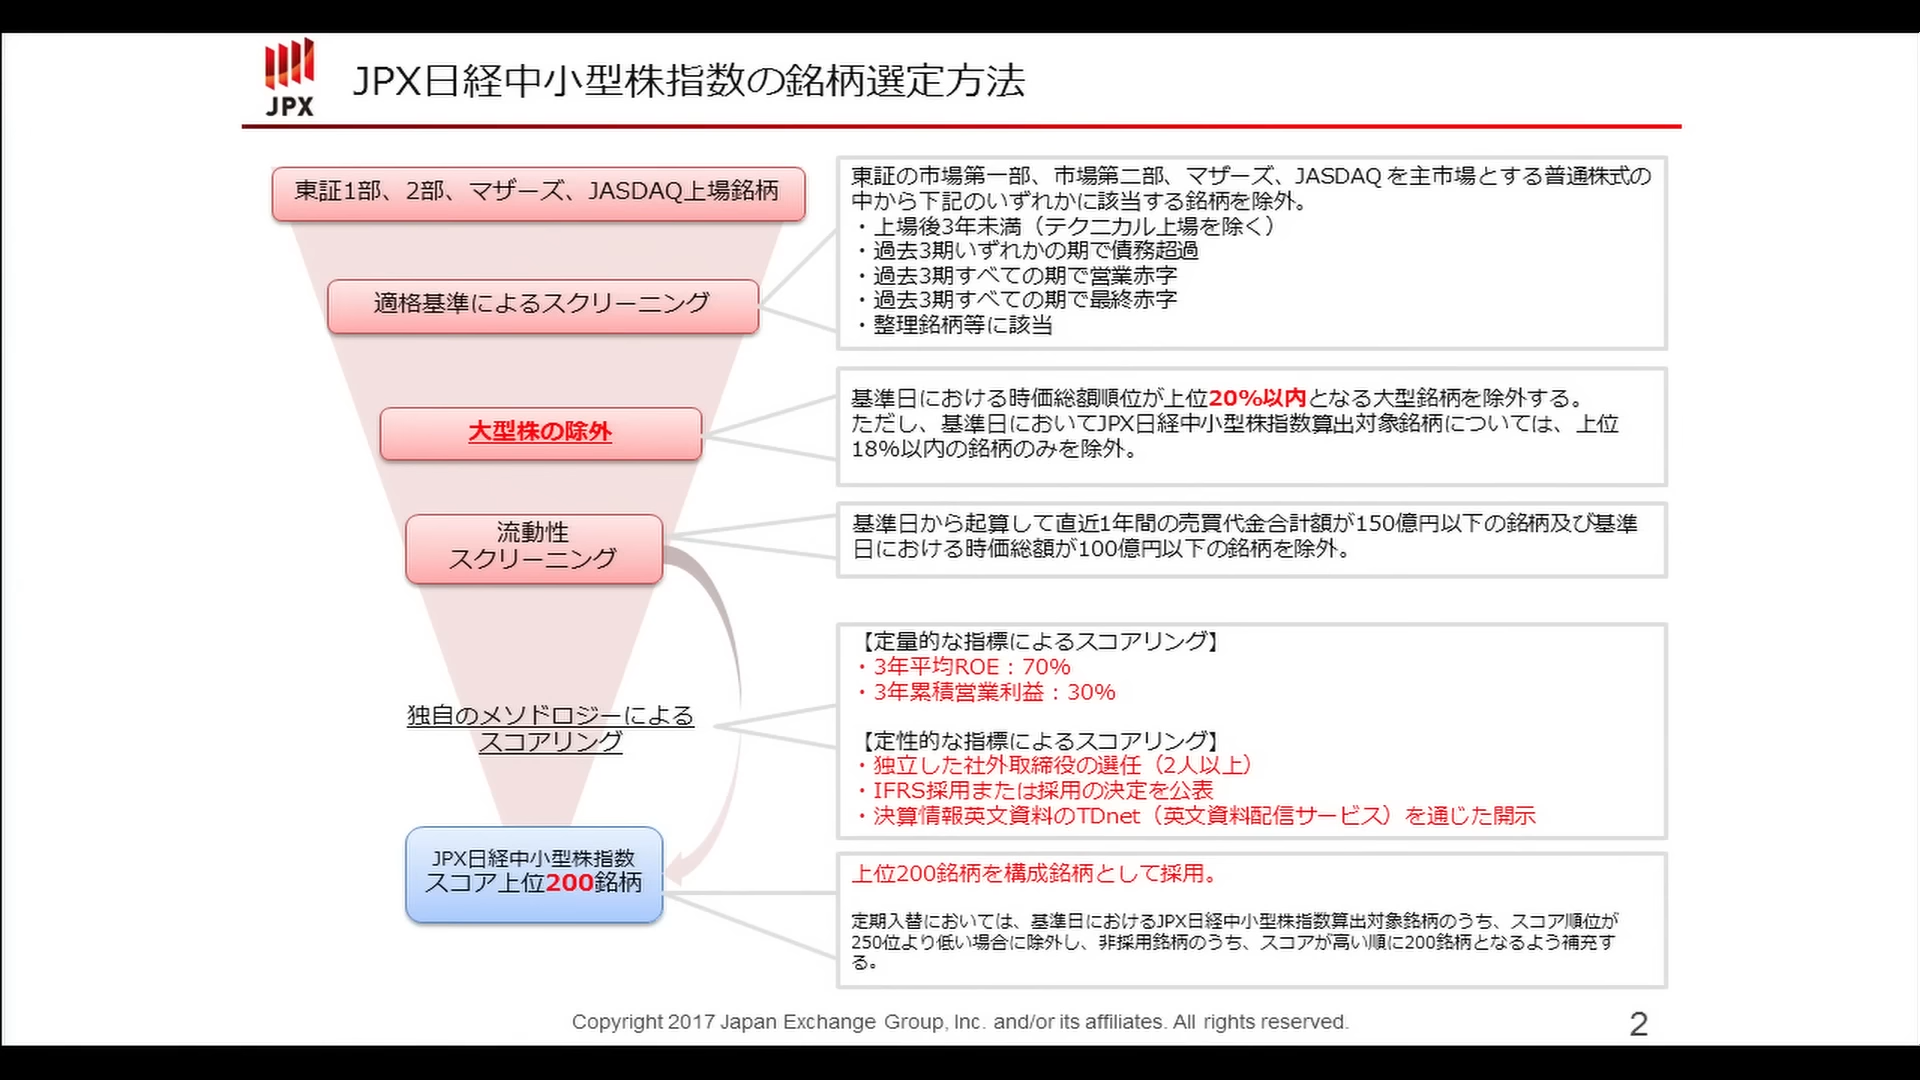 JPX
JPX日経中小型株指数の銘柄選定方法
東証1部、2部、マザーズ、JASDAQ上場銘柄
東証の市場第一部、市場第二部、マザーズ、JASDAQ を主市場とする普通株式の
中から下記のいずれかに該当する銘柄を除外。
・上場後3年未満（テクニカル上場を除く）
・過去3期いずれかの期で債務超過
・過去3期すべての期で営業赤字
・過去3期すべての期で最終赤字
・整理銘柄等に該当
適格基準によるスクリーニング
大型株の除外
基準日における時価総額順位が上位20%以内となる大型銘柄を除外する。
ただし、基準日においてJPX日経中小型株指数算出対象銘柄については、上位
18%以内の銘柄のみを除外。
流動性
スクリーニング
基準日から起算して直近1年間の売買代金合計額が150億円以下の銘柄及び基準
日における時価総額が100億円以下の銘柄を除外。
独自のメソドロジーによる
スコアリング
【定量的な指標によるスコアリング】
・3年平均ROE：70%
・3年累積営業利益：30%
【定性的な指標によるスコアリング】
・独立した社外取締役の選任（2人以上）
・IFRS採用または採用の決定を公表
・決算情報英文資料のTDnet（英文資料配信サービス）を通じた開示
JPX日経中小型株指数
スコア上位200銘柄
上位200銘柄を構成銘柄として採用。
定期入替においては、基準日におけるJPX日経中小型株指数算出対象銘柄のうち、スコア順位が
250位より低い場合に除外し、非採用銘柄のうち、スコアが高い順に200銘柄となるよう補充す
る。
Copyright 2017 Japan Exchange Group, Inc. and/or its affiliates. All rights reserved.
2